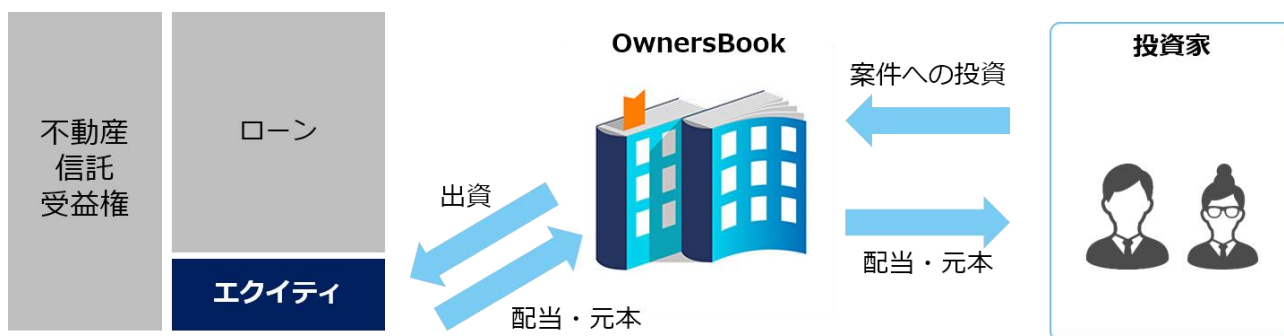 不動産
信託
受益権
ローン
エクイティ
出資
配当・元本
OwnersBook
案件への投資
配当・元本
投資家